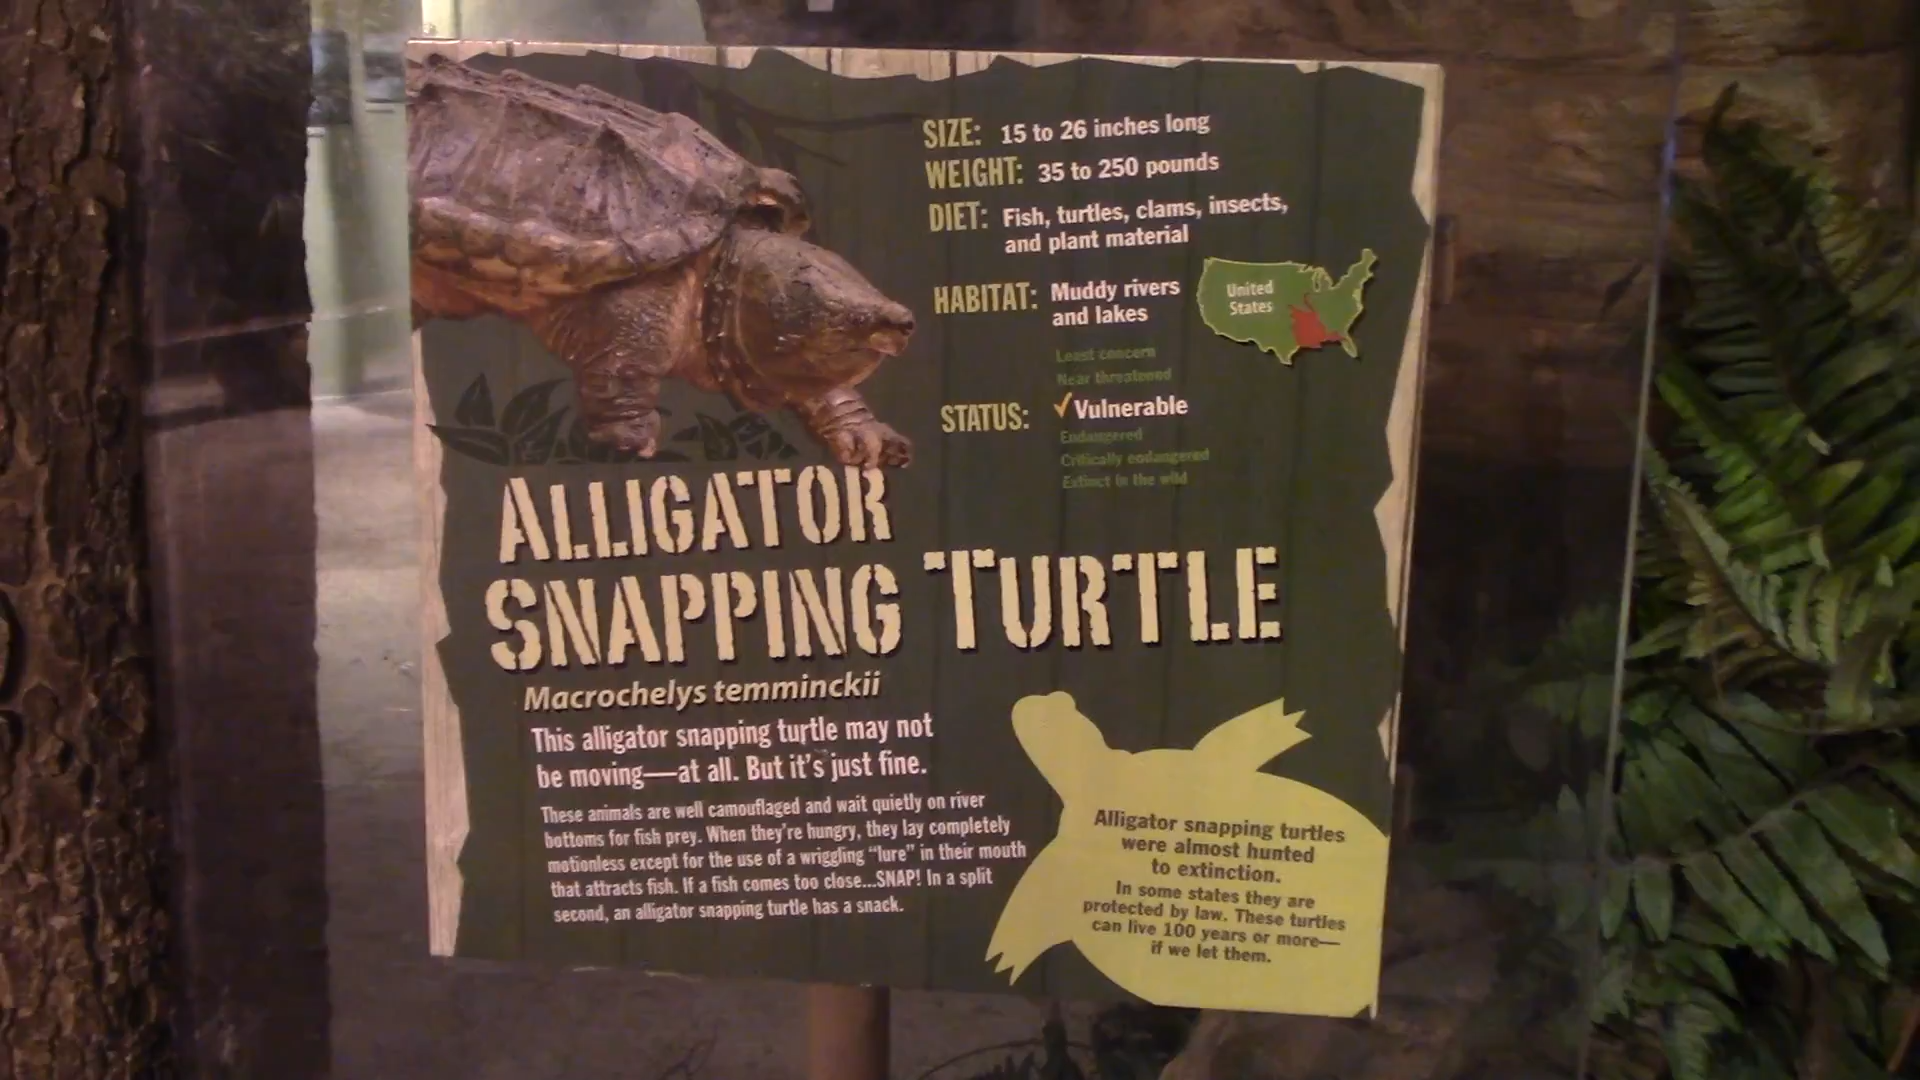 SIZE: 15 to 26 inches long
WEIGHT: 35 to 250 pounds
DIET: Fish, turtles, clams, insects,
and plant material
HABITAT: Muddy rivers
and lakes
United
States
Least concern
Near threatened
STATUS: ✓Vulnerable
Endangered
Critically endangered
Extinct in the wild
ALLIGATOR
SNAPPING TURTLE
Macrochelys temminckii
This alligator snapping turtle may not
be moving—at all. But it's just fine.
These animals are well camouflaged and wait quietly on river
bottoms for fish prey. When they're hungry, they lay completely
motionless except for the use of a wriggling “lure” in their mouth
that attracts fish. If a fish comes too close...SNAP! In a split
second, an alligator snapping turtle has a snack.
Alligator snapping turtles
were almost hunted
to extinction.
In some states they are
protected by law. These turtles
can live 100 years or more—
if we let them.